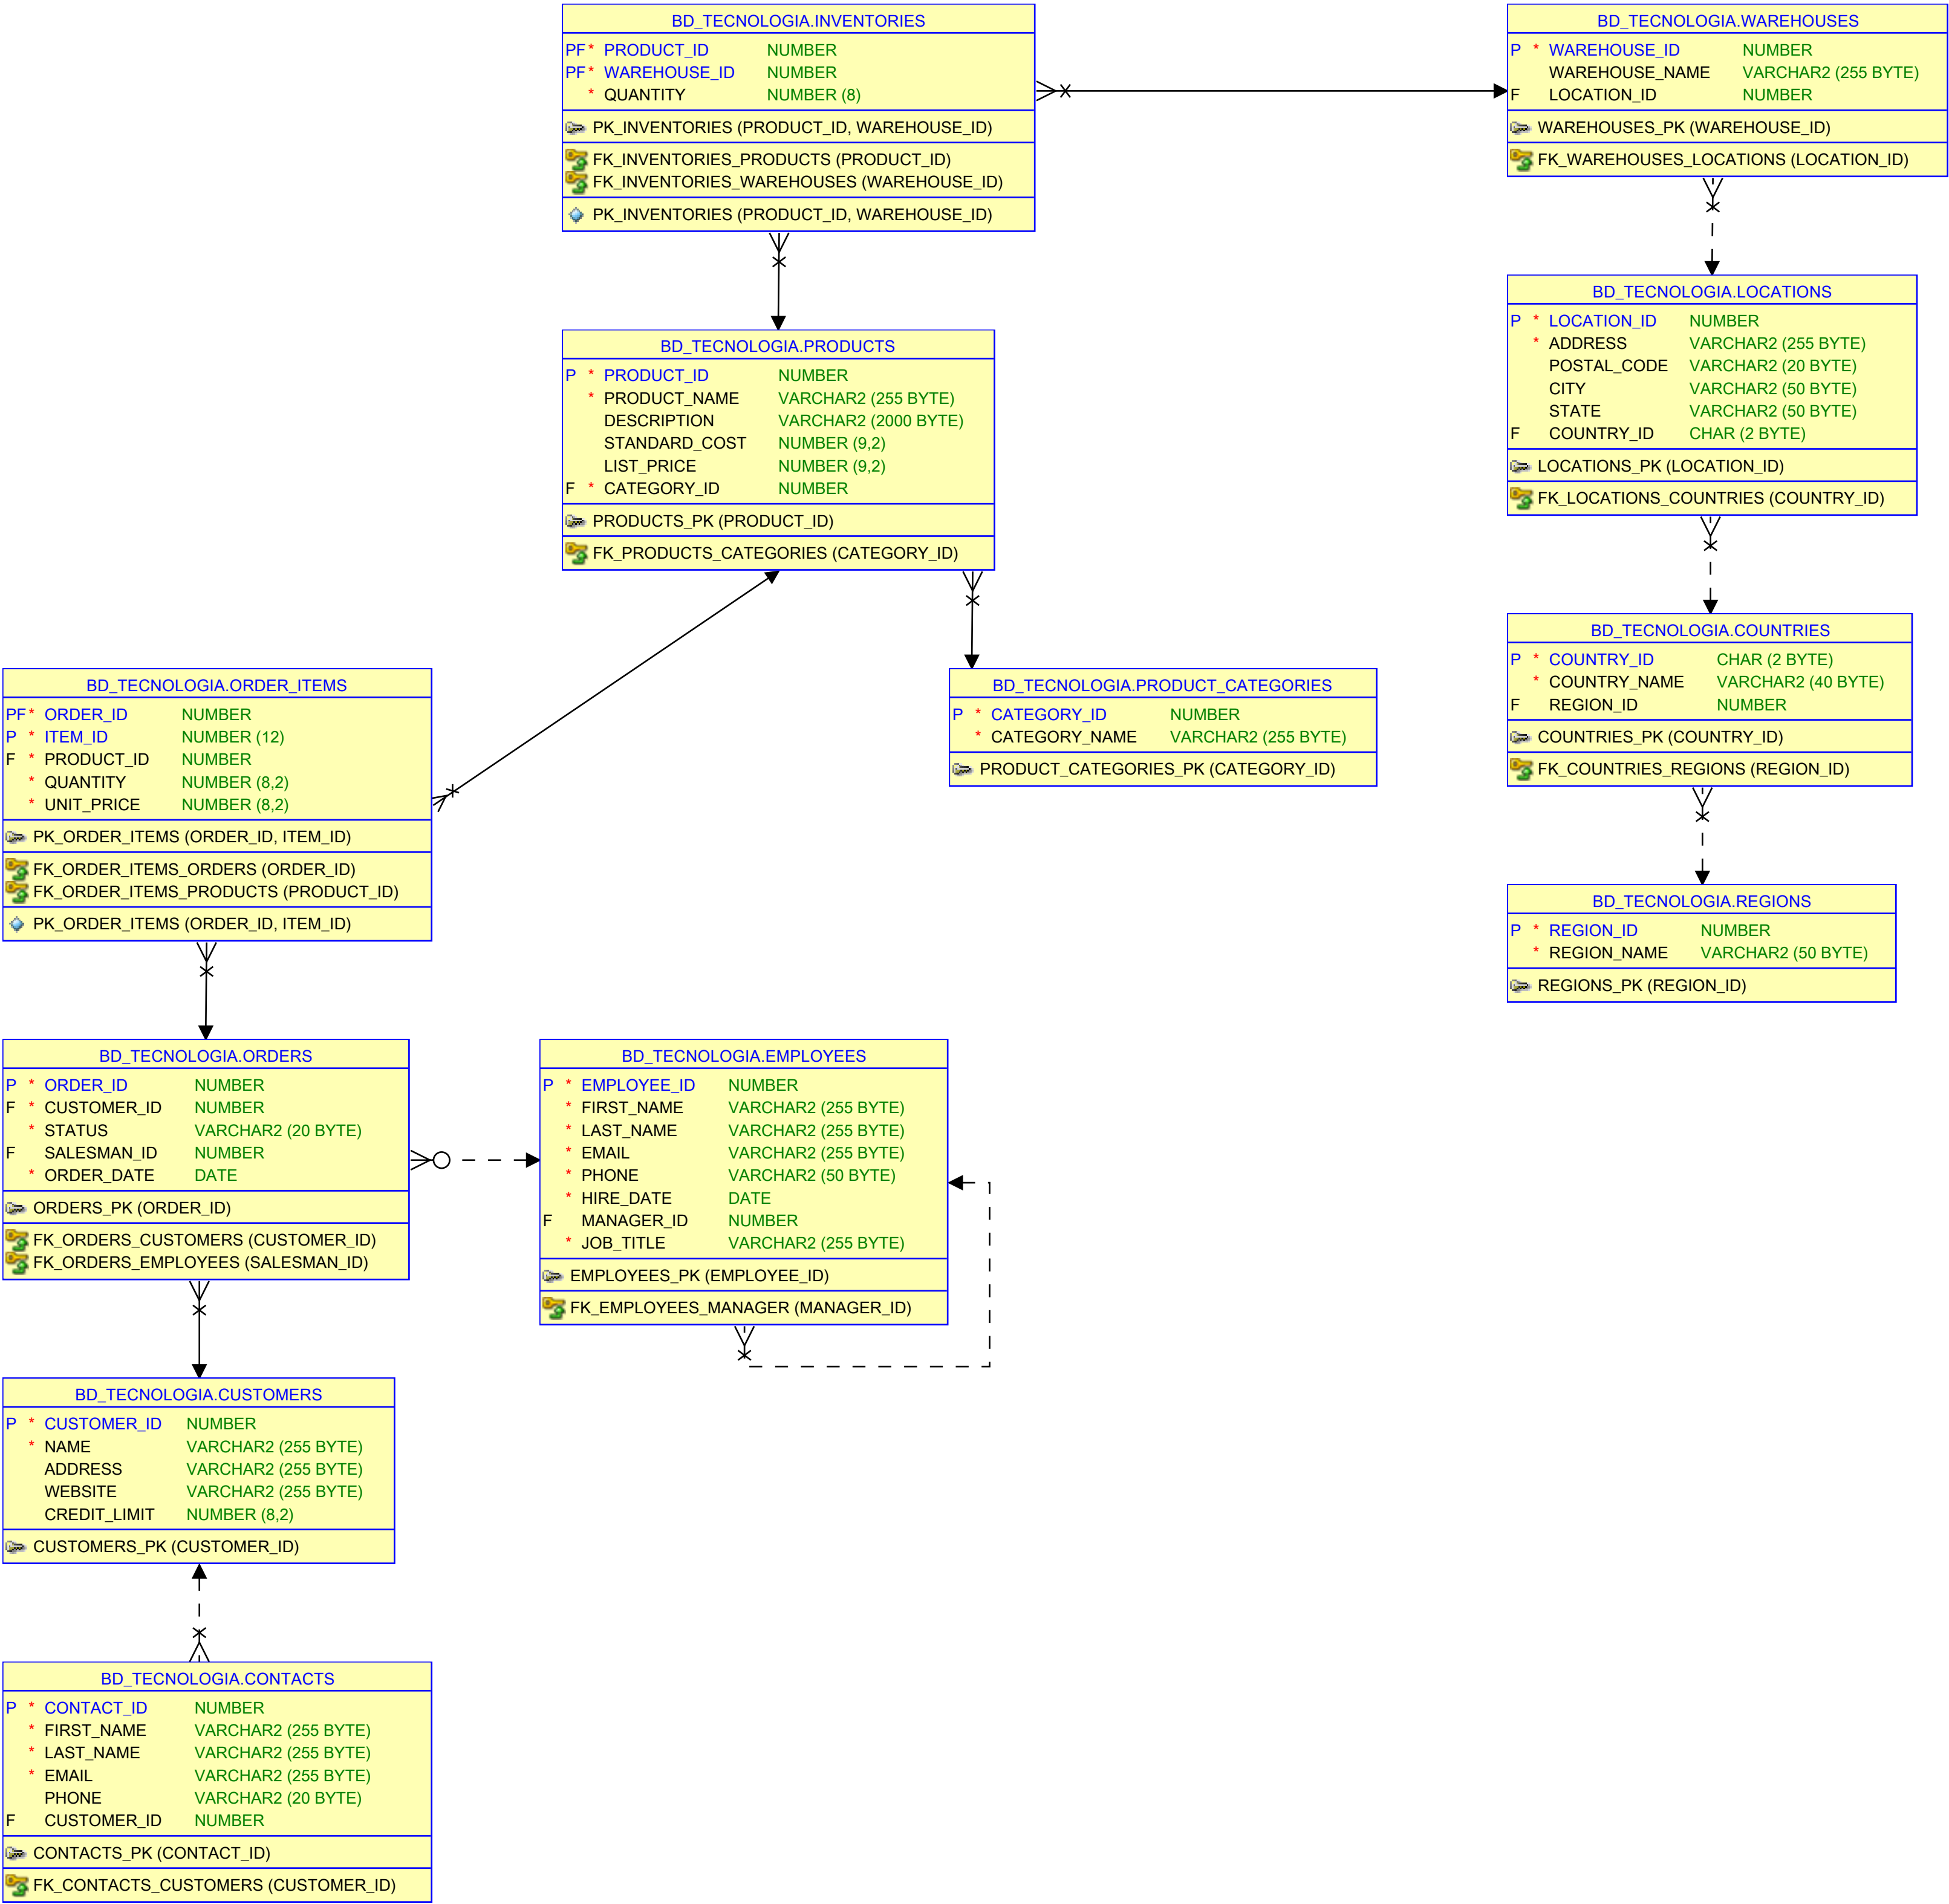 BD_TECNOLOGIA.INVENTORIES
PF * PRODUCT_ID NUMBER
PF * WAREHOUSE_ID NUMBER
* QUANTITY NUMBER (8)
PK_INVENTORIES (PRODUCT_ID, WAREHOUSE_ID)
FK_INVENTORIES_PRODUCTS (PRODUCT_ID)
FK_INVENTORIES_WAREHOUSES (WAREHOUSE_ID)
PK_INVENTORIES (PRODUCT_ID, WAREHOUSE_ID)
BD_TECNOLOGIA.WAREHOUSES
P * WAREHOUSE_ID NUMBER
WAREHOUSE_NAME VARCHAR2 (255 BYTE)
F LOCATION_ID NUMBER
WAREHOUSES_PK (WAREHOUSE_ID)
FK_WAREHOUSES_LOCATIONS (LOCATION_ID)
BD_TECNOLOGIA.LOCATIONS
P * LOCATION_ID NUMBER
* ADDRESS VARCHAR2 (255 BYTE)
POSTAL_CODE VARCHAR2 (20 BYTE)
CITY VARCHAR2 (50 BYTE)
STATE VARCHAR2 (50 BYTE)
F COUNTRY_ID CHAR (2 BYTE)
LOCATIONS_PK (LOCATION_ID)
FK_LOCATIONS_COUNTRIES (COUNTRY_ID)
BD_TECNOLOGIA.PRODUCTS
P * PRODUCT_ID NUMBER
* PRODUCT_NAME VARCHAR2 (255 BYTE)
DESCRIPTION VARCHAR2 (2000 BYTE)
STANDARD_COST NUMBER (9,2)
LIST_PRICE NUMBER (9,2)
F * CATEGORY_ID NUMBER
PRODUCTS_PK (PRODUCT_ID)
FK_PRODUCTS_CATEGORIES (CATEGORY_ID)
BD_TECNOLOGIA.COUNTRIES
P * COUNTRY_ID CHAR (2 BYTE)
* COUNTRY_NAME VARCHAR2 (40 BYTE)
F REGION_ID NUMBER
COUNTRIES_PK (COUNTRY_ID)
FK_COUNTRIES_REGIONS (REGION_ID)
BD_TECNOLOGIA.ORDER_ITEMS
PF * ORDER_ID NUMBER
P * ITEM_ID NUMBER (12)
F * PRODUCT_ID NUMBER
* QUANTITY NUMBER (8,2)
* UNIT_PRICE NUMBER (8,2)
PK_ORDER_ITEMS (ORDER_ID, ITEM_ID)
FK_ORDER_ITEMS_ORDERS (ORDER_ID)
FK_ORDER_ITEMS_PRODUCTS (PRODUCT_ID)
PK_ORDER_ITEMS (ORDER_ID, ITEM_ID)
BD_TECNOLOGIA.PRODUCT_CATEGORIES
P * CATEGORY_ID NUMBER
* CATEGORY_NAME VARCHAR2 (255 BYTE)
PRODUCT_CATEGORIES_PK (CATEGORY_ID)
BD_TECNOLOGIA.REGIONS
P * REGION_ID NUMBER
* REGION_NAME VARCHAR2 (50 BYTE)
REGIONS_PK (REGION_ID)
BD_TECNOLOGIA.ORDERS
P * ORDER_ID NUMBER
F * CUSTOMER_ID NUMBER
* STATUS VARCHAR2 (20 BYTE)
F SALESMAN_ID NUMBER
* ORDER_DATE DATE
ORDERS_PK (ORDER_ID)
FK_ORDERS_CUSTOMERS (CUSTOMER_ID)
FK_ORDERS_EMPLOYEES (SALESMAN_ID)
BD_TECNOLOGIA.EMPLOYEES
P * EMPLOYEE_ID NUMBER
* FIRST_NAME VARCHAR2 (255 BYTE)
* LAST_NAME VARCHAR2 (255 BYTE)
* EMAIL VARCHAR2 (255 BYTE)
* PHONE VARCHAR2 (50 BYTE)
* HIRE_DATE DATE
F MANAGER_ID NUMBER
* JOB_TITLE VARCHAR2 (255 BYTE)
EMPLOYEES_PK (EMPLOYEE_ID)
FK_EMPLOYEES_MANAGER (MANAGER_ID)
BD_TECNOLOGIA.CUSTOMERS
P * CUSTOMER_ID NUMBER
* NAME VARCHAR2 (255 BYTE)
ADDRESS VARCHAR2 (255 BYTE)
WEBSITE VARCHAR2 (255 BYTE)
CREDIT_LIMIT NUMBER (8,2)
CUSTOMERS_PK (CUSTOMER_ID)
BD_TECNOLOGIA.CONTACTS
P * CONTACT_ID NUMBER
* FIRST_NAME VARCHAR2 (255 BYTE)
* LAST_NAME VARCHAR2 (255 BYTE)
* EMAIL VARCHAR2 (255 BYTE)
PHONE VARCHAR2 (20 BYTE)
F CUSTOMER_ID NUMBER
CONTACTS_PK (CONTACT_ID)
FK_CONTACTS_CUSTOMERS (CUSTOMER_ID)